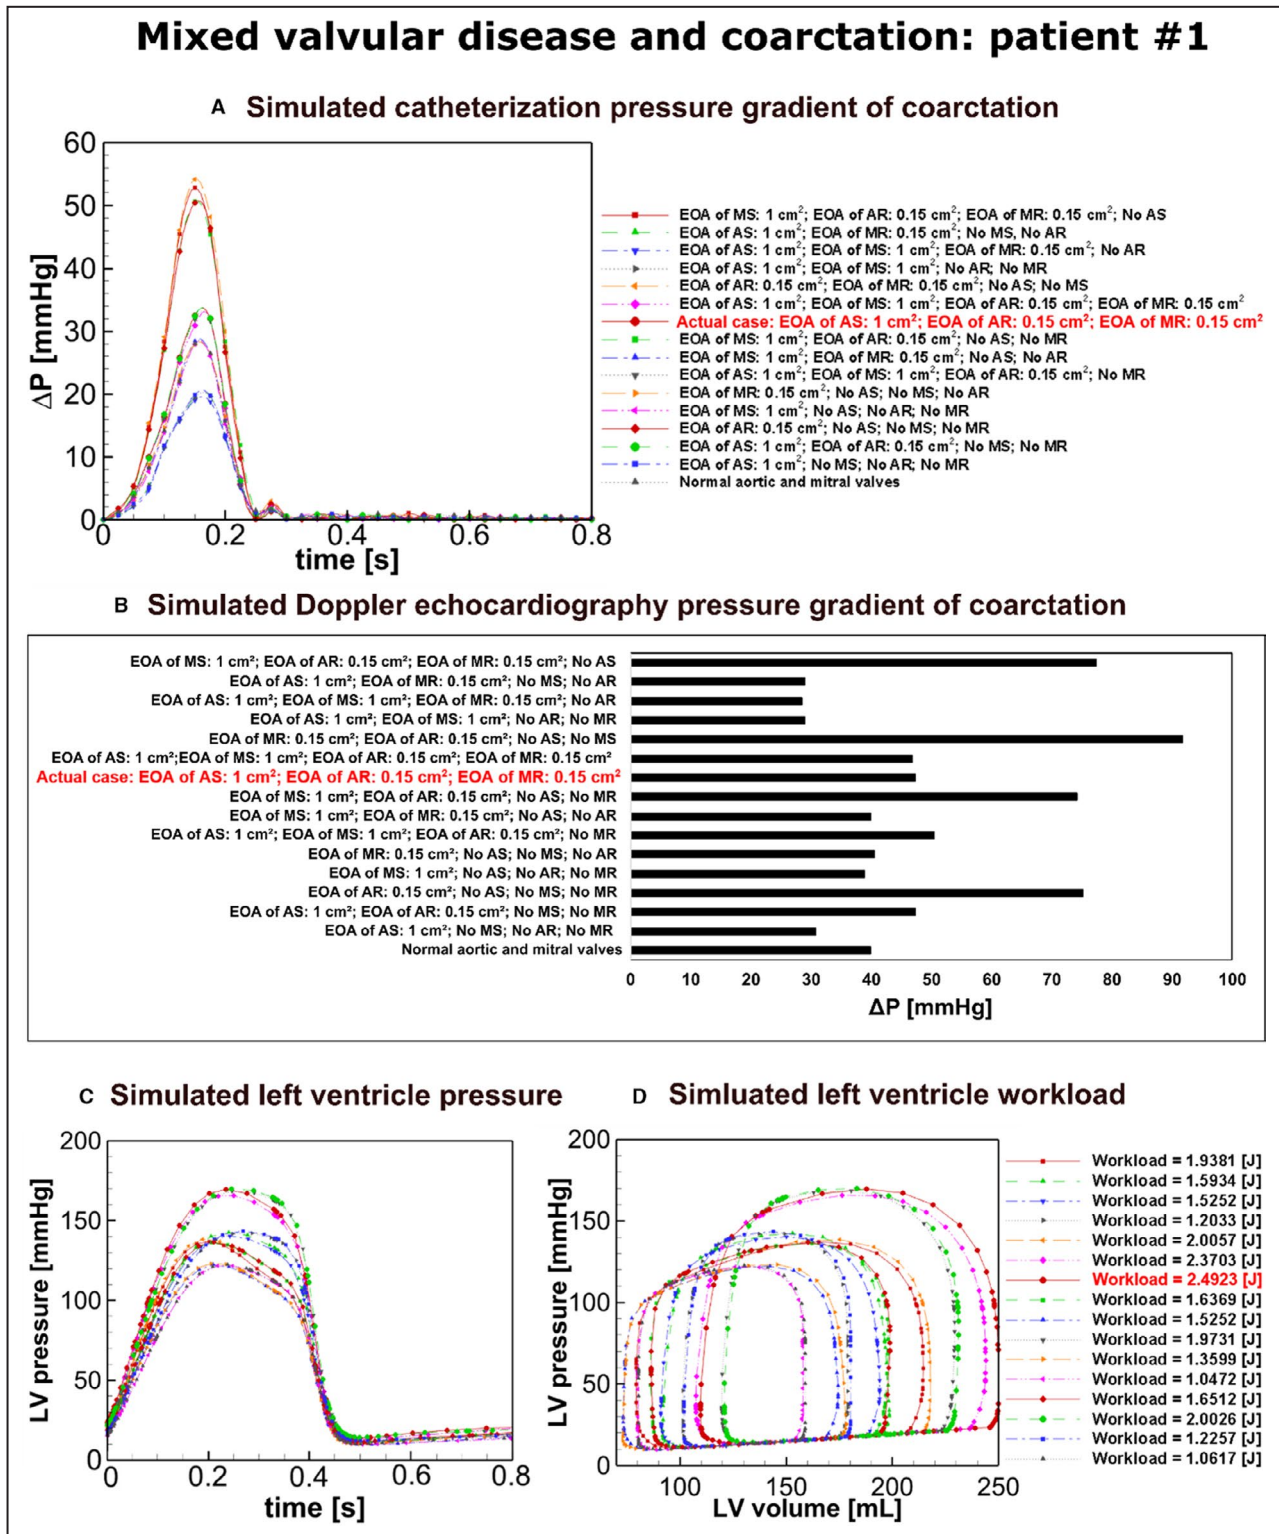 Mixed valvular disease and coarctation: patient #1
A Simulated catheterization pressure gradient of coarctation
60
50
40
30
20
10
0
ΔP [mmHg]
0
0.2
0.4
0.6
0.8
time [s]
EOA of MS: 1 cm²; EOA of AR: 0.15 cm²; EOA of MR: 0.15 cm²; No AS
EOA of AS: 1 cm²; EOA of MR: 0.15 cm²; No MS, No AR
EOA of AS: 1 cm²; EOA of MS: 1 cm²; EOA of MR: 0.15 cm²; No AR
EOA of AS: 1 cm²; EOA of MS: 1 cm²; No AR; No MR
EOA of AR: 0.15 cm²; EOA of MR: 0.15 cm²; No AS; No MS
EOA of AS: 1 cm²; EOA of MS: 1 cm²; EOA of AR: 0.15 cm²; EOA of MR: 0.15 cm²
Actual case: EOA of AS: 1 cm²; EOA of AR: 0.15 cm²; EOA of MR: 0.15 cm²
EOA of MS: 1 cm²; EOA of AR: 0.15 cm²; No AS; No MR
EOA of MS: 1 cm²; EOA of MR: 0.15 cm²; No AS; No AR
EOA of AS: 1 cm²; EOA of MS: 1 cm²; EOA of AR: 0.15 cm²; No MR
EOA of MR: 0.15 cm²; No AS; No MS; No AR
EOA of MS: 1 cm²; No AS; No AR; No MR
EOA of AR: 0.15 cm²; No AS; No MS; No MR
EOA of AS: 1 cm²; EOA of AR: 0.15 cm²; No MS; No MR
EOA of AS: 1 cm²; No MS; No AR; No MR
Normal aortic and mitral valves
B Simulated Doppler echocardiography pressure gradient of coarctation
EOA of MS: 1 cm²; EOA of AR: 0.15 cm²; EOA of MR: 0.15 cm²; No AS
EOA of AS: 1 cm²; EOA of MR: 0.15 cm²; No MS; No AR
EOA of AS: 1 cm²; EOA of MS: 1 cm²; EOA of MR: 0.15 cm²; No AR
EOA of AS: 1 cm²; EOA of MS: 1 cm²; No AR; No MR
EOA of MR: 0.15 cm²; EOA of AR: 0.15 cm²; No AS; No MS
EOA of AS: 1 cm²;EOA of MS: 1 cm²; EOA of AR: 0.15 cm²; EOA of MR: 0.15 cm²
Actual case: EOA of AS: 1 cm²; EOA of AR: 0.15 cm²; EOA of MR: 0.15 cm²
EOA of MS: 1 cm²; EOA of AR: 0.15 cm²; No AS; No MR
EOA of MS: 1 cm²; EOA of MR: 0.15 cm²; No AS; No AR
EOA of AS: 1 cm²; EOA of MS: 1 cm²; EOA of AR: 0.15 cm²; No MR
EOA of MR: 0.15 cm²; No AS; No MS; No AR
EOA of MS: 1 cm²; No AS; No AR; No MR
EOA of AR: 0.15 cm²; No AS; No MS; No MR
EOA of AS: 1 cm²; EOA of AR: 0.15 cm²; No MS; No MR
EOA of AS: 1 cm²; No MS; No AR; No MR
Normal aortic and mitral valves
0 10 20 30 40 50 60 70 80 90 100
ΔP [mmHg]
C Simulated left ventricle pressure
200
150
100
50
0
LV pressure [mmHg]
0 0.2 0.4 0.6 0.8
time [s]
D Simluated left ventricle workload
200
150
100
50
0
LV pressure [mmHg]
100 150 200 250
LV volume [mL]
Workload = 1.9381 [J]
Workload = 1.5934 [J]
Workload = 1.5252 [J]
Workload = 1.2033 [J]
Workload = 2.0057 [J]
Workload = 2.3703 [J]
Workload = 2.4923 [J]
Workload = 1.6369 [J]
Workload = 1.5252 [J]
Workload = 1.9731 [J]
Workload = 1.3599 [J]
Workload = 1.0472 [J]
Workload = 1.6512 [J]
Workload = 2.0026 [J]
Workload = 1.2257 [J]
Workload = 1.0617 [J]